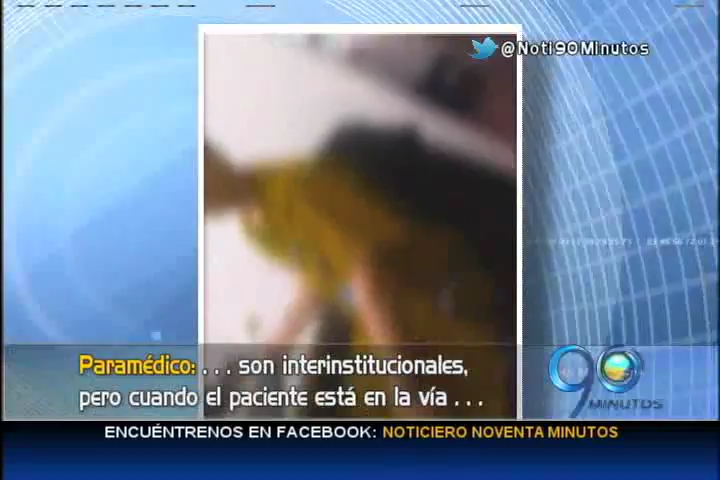 @Noti90Minutos
Paramédico: . . . son interinstitucionales,
pero cuando el paciente está en la vía . . .
90
MINUTOS
ENCUÉNTRENOS EN FACEBOOK: NOTICIERO NOVENTA MINUTOS